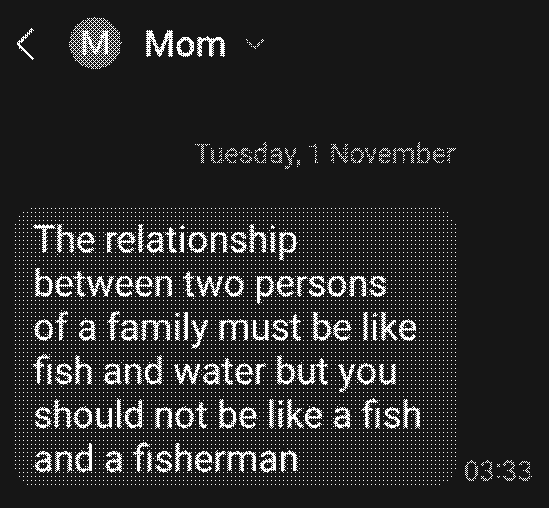 M Mom
Tuesday, 1 November
The relationship
between two persons
of a family must be like
fish and water but you
should not be like a fish
and a fisherman
03:33